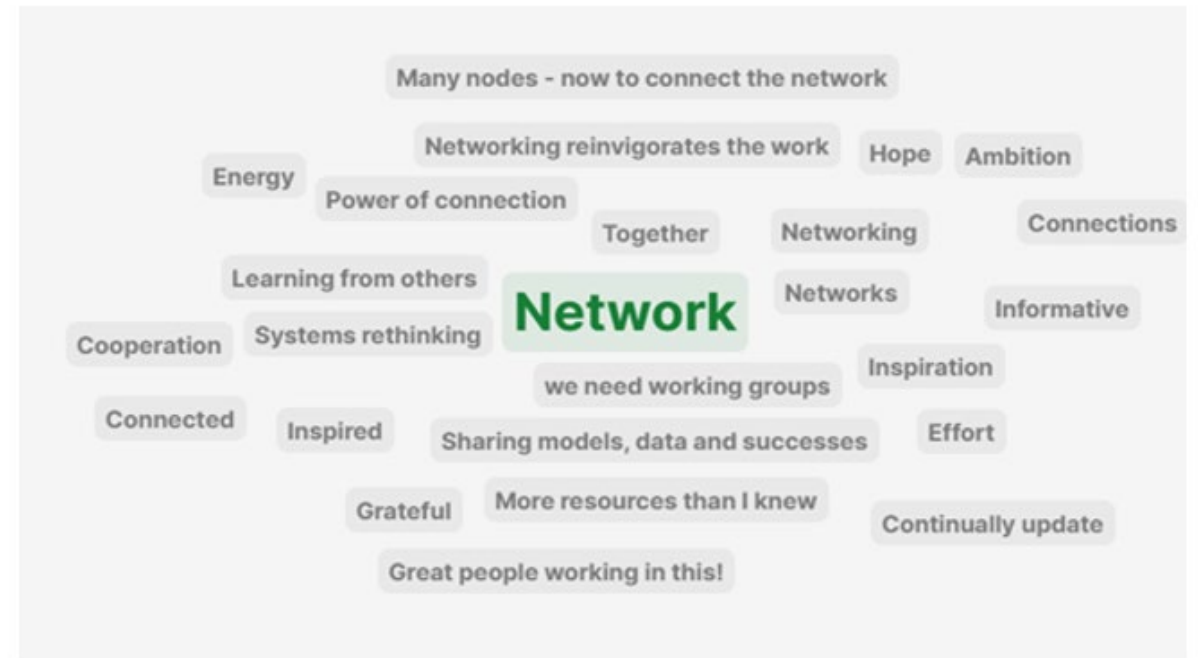 Many nodes - now to connect the network
Networking reinvigorates the work
Hope
Ambition
Energy
Power of connection
Together
Networking
Connections
Learning from others
Network
Networks
Informative
Cooperation
Systems rethinking
we need working groups
Inspiration
Connected
Inspired
Sharing models, data and successes
Effort
Grateful
More resources than I knew
Continually update
Great people working in this!